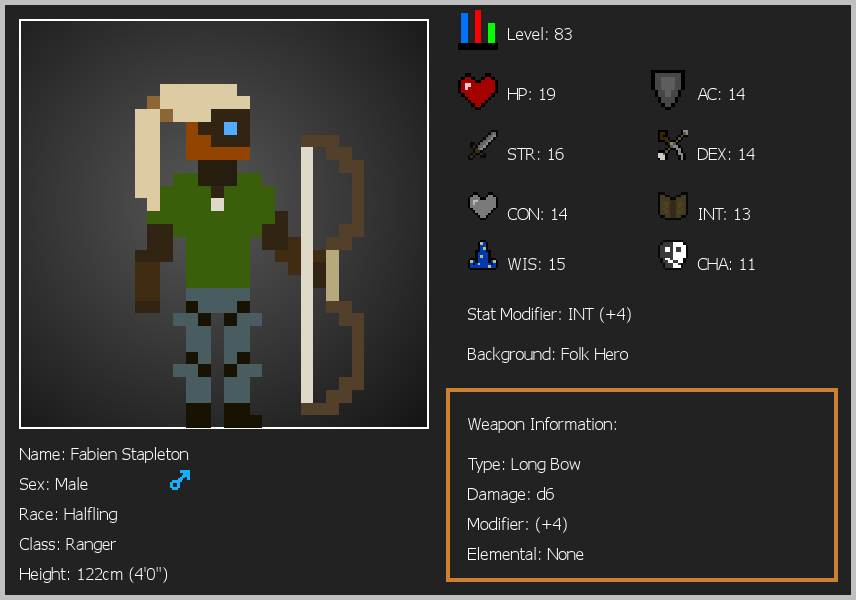 Level: 83
HP: 19
AC: 14
STR: 16
DEX: 14
CON: 14
INT: 13
WIS: 15
CHA: 11
Stat Modifier: INT (+4)
Background: Folk Hero
Weapon Information:
Type: Long Bow
Damage: d6
Modifier: (+4)
Elemental: None
Name: Fabien Stapleton
Sex: Male
Race: Halfling
Class: Ranger
Height: 122cm (4'0")